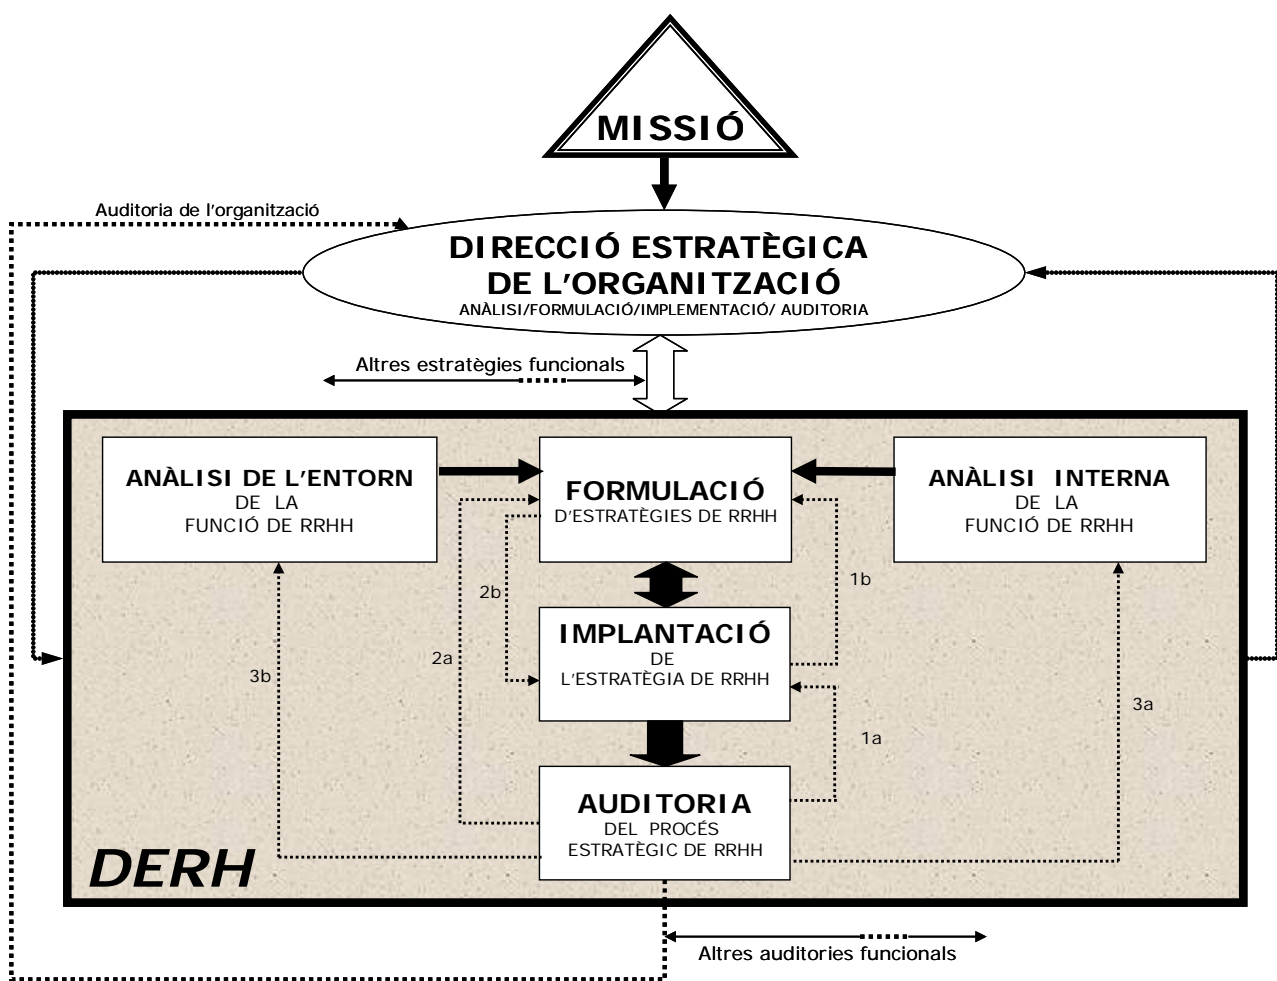 MISSIÓ
Auditoria de l'organització
DIRECCIÓ ESTRATÈGICA
DE L'ORGANITZACIÓ
ANÀLISI/FORMULACIÓ/IMPLEMENTACIÓ/ AUDITORIA
Altres estratègies funcionals
ANÀLISI DE L'ENTORN
DE LA
FUNCIÓ DE RRHH
FORMULACIÓ
D'ESTRATÈGIES DE RRHH
ANÀLISI INTERNA
DE LA
FUNCIÓ DE RRHH
2b
1b
IMPLANTACIÓ
DE
L'ESTRATÈGIA DE RRHH
2a
3b
3a
1a
AUDITORIA
DEL PROCÉS
ESTRATÈGIC DE RRHH
DERH
Altres auditories funcionals